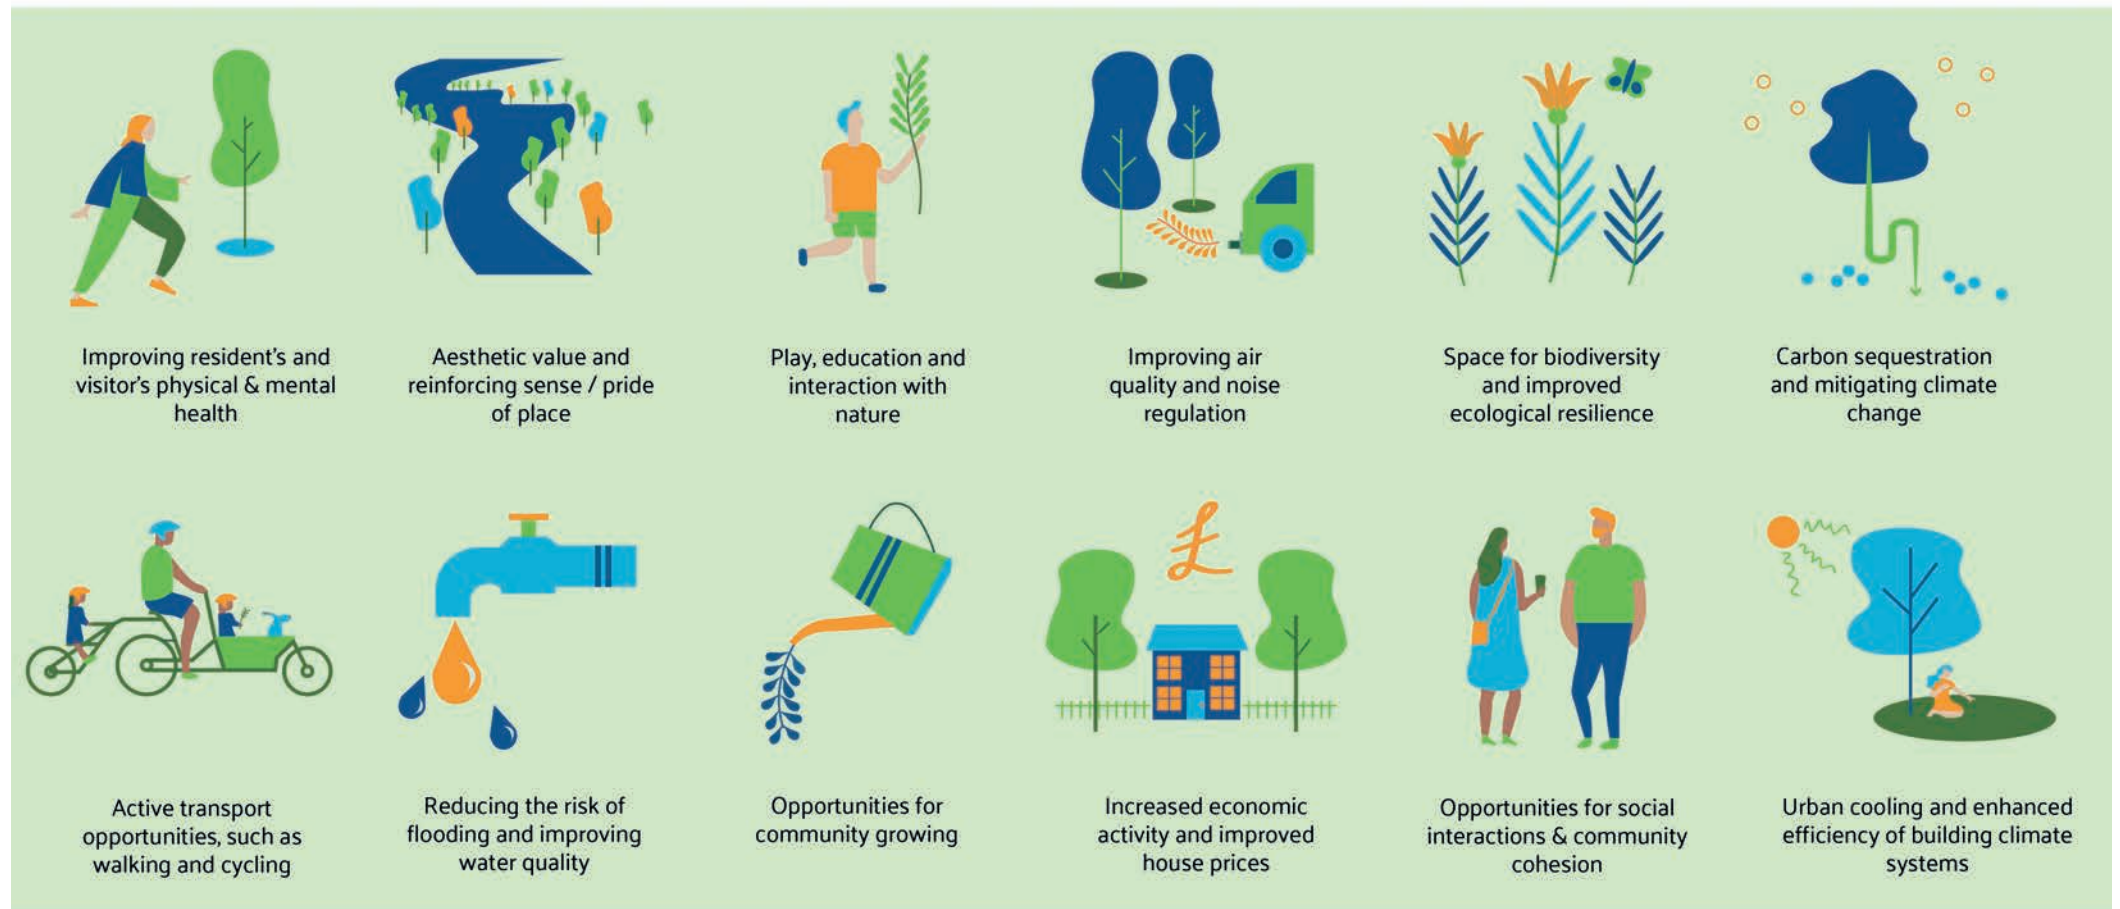 Improving resident's and
visitor's physical & mental
health
Aesthetic value and
reinforcing sense / pride
of place
Play, education and
interaction with
nature
Improving air
quality and noise
regulation
Space for biodiversity
and improved
ecological resilience
Carbon sequestration
and mitigating climate
change
£
Active transport
opportunities, such as
walking and cycling
Reducing the risk of
flooding and improving
water quality
Opportunities for
community growing
Increased economic
activity and improved
house prices
Opportunities for social
interactions & community
cohesion
Urban cooling and enhanced
efficiency of building climate
systems